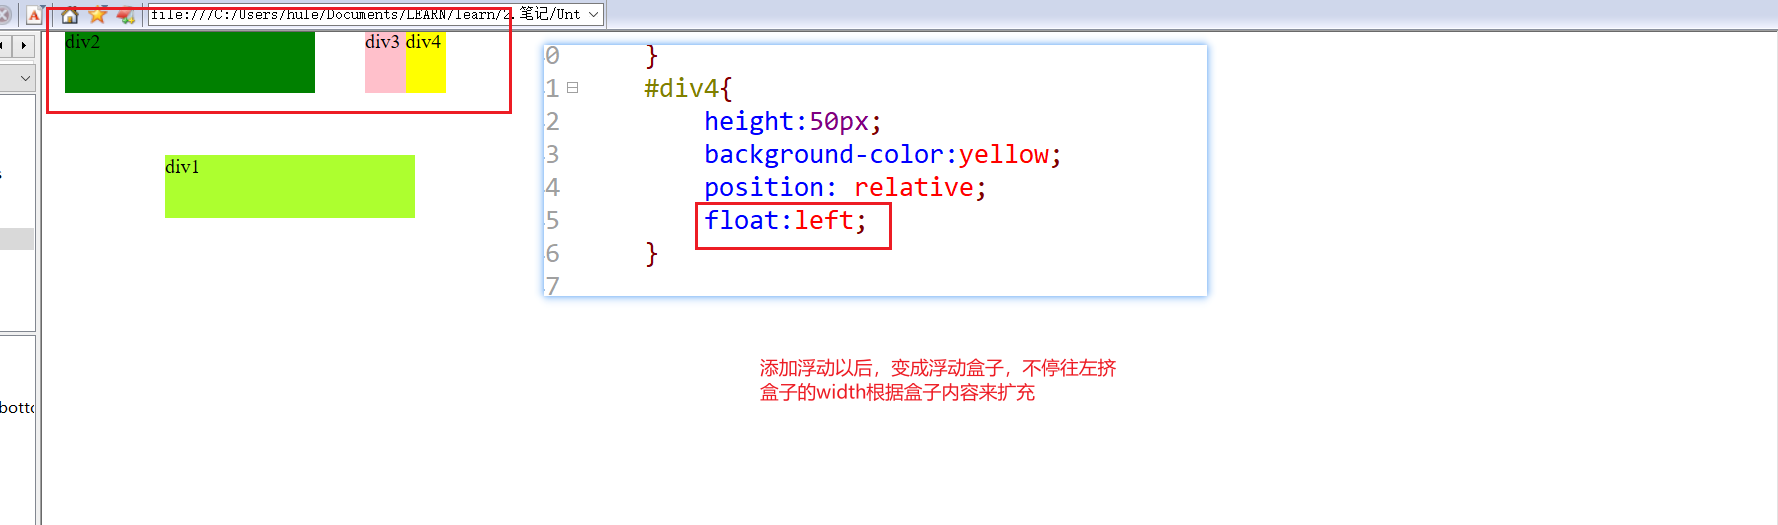 file:///C:/Users/hule/Documents/LEARN/learn/2.笔记/Unt
div2
div3 div4
div1
0 }
1 #div4{
2 height:50px;
3 background-color:yellow;
4 position: relative;
5 float:left;
6 }
7
添加浮动以后，变成浮动盒子，不停往左挤
盒子的width根据盒子内容来扩充
botto